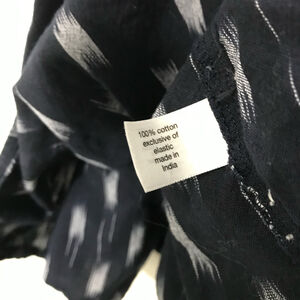 100% cotton
exclusive of
elastic
made in
India